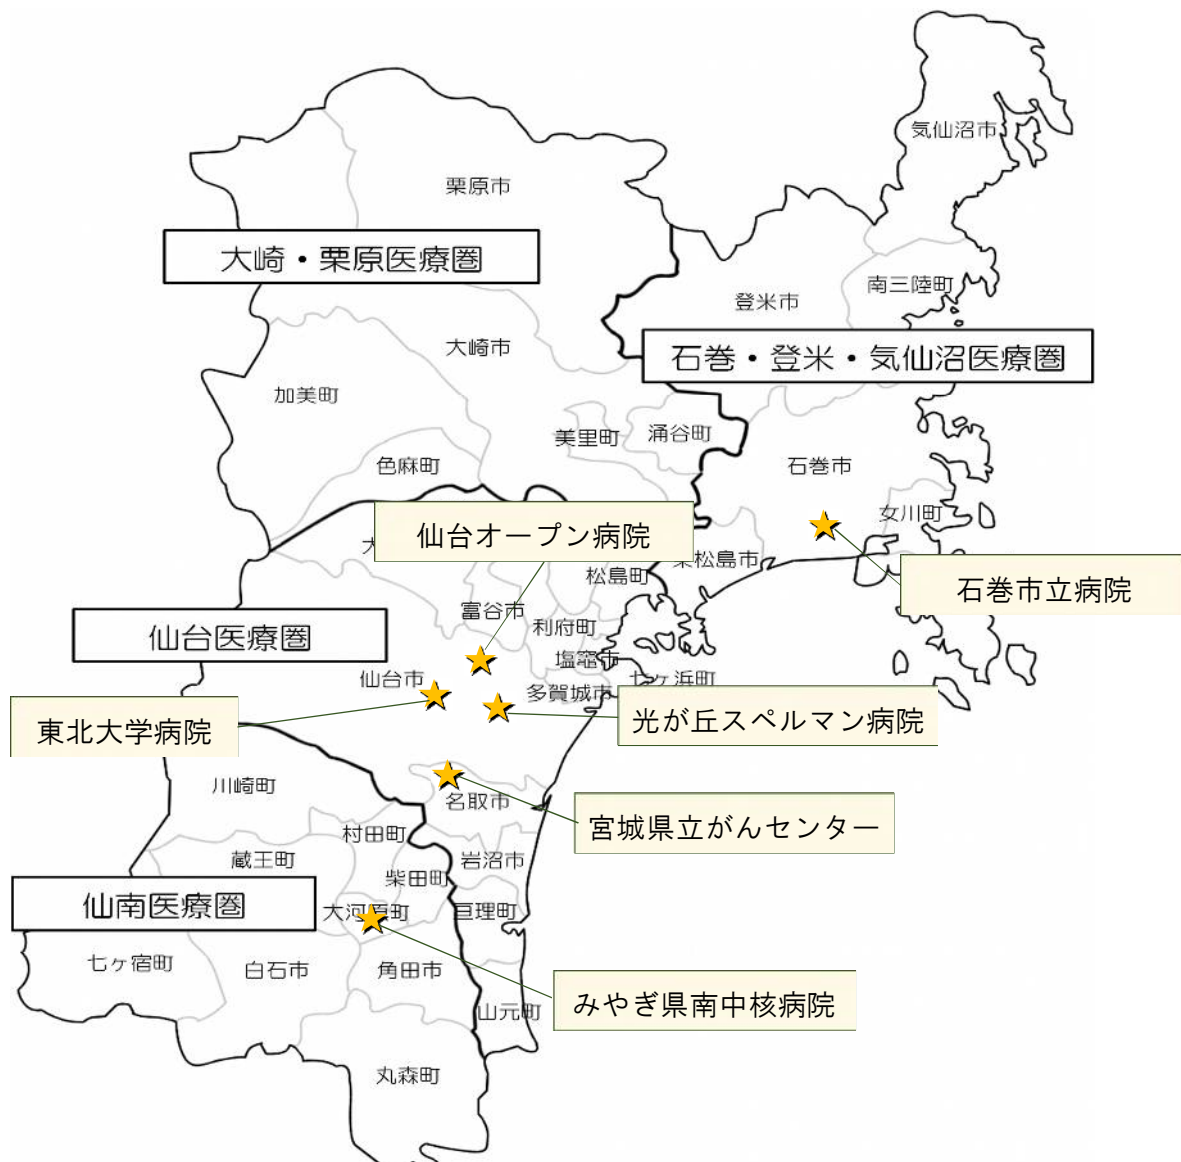 気仙沼市
栗原市
大崎・栗原医療圏
南三陸町
登米市
大崎市
石巻・登米・気仙沼医療圏
加美町
美里町
涌谷町
色麻町
石巻市
女川町
仙台オープン病院
大
松島市
松島町
石巻市立病院
富谷市
利府町
仙台医療圏
塩竈市
仙台市
七ヶ浜町
多賀城市
東北大学病院
光が丘スペルマン病院
川崎町
名取市
宮城県立がんセンター
村田町
蔵王町
岩沼市
柴田町
仙南医療圏
大河原町
亘理町
七ヶ宿町
白石市
角田市
みやぎ県南中核病院
山元町
丸森町